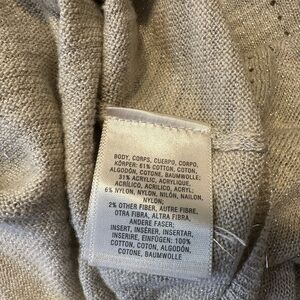 BODY, CORPS, CUERPO, CORPO,
KÖRPER: 61% COTTON, COTON,
ALGODÓN, COTONE, BAUMWOLLE;
31% ACRYLIC, ACRYLIQUE,
ACRÍLICO, ACRILICO, ACRYL;
6% NYLON, NYLON, NILÓN, NAILON,
NYLON;
2% OTHER FIBER, AUTRE FIBRE,
OTRA FIBRA, ALTRA FIBRA,
ANDERE FASER;
INSERT, INSÉRER, INSERTAR,
INSERIRE, EINFÜGEN: 100%
COTTON, COTON, ALGODÓN,
COTONE, BAUMWOLLE